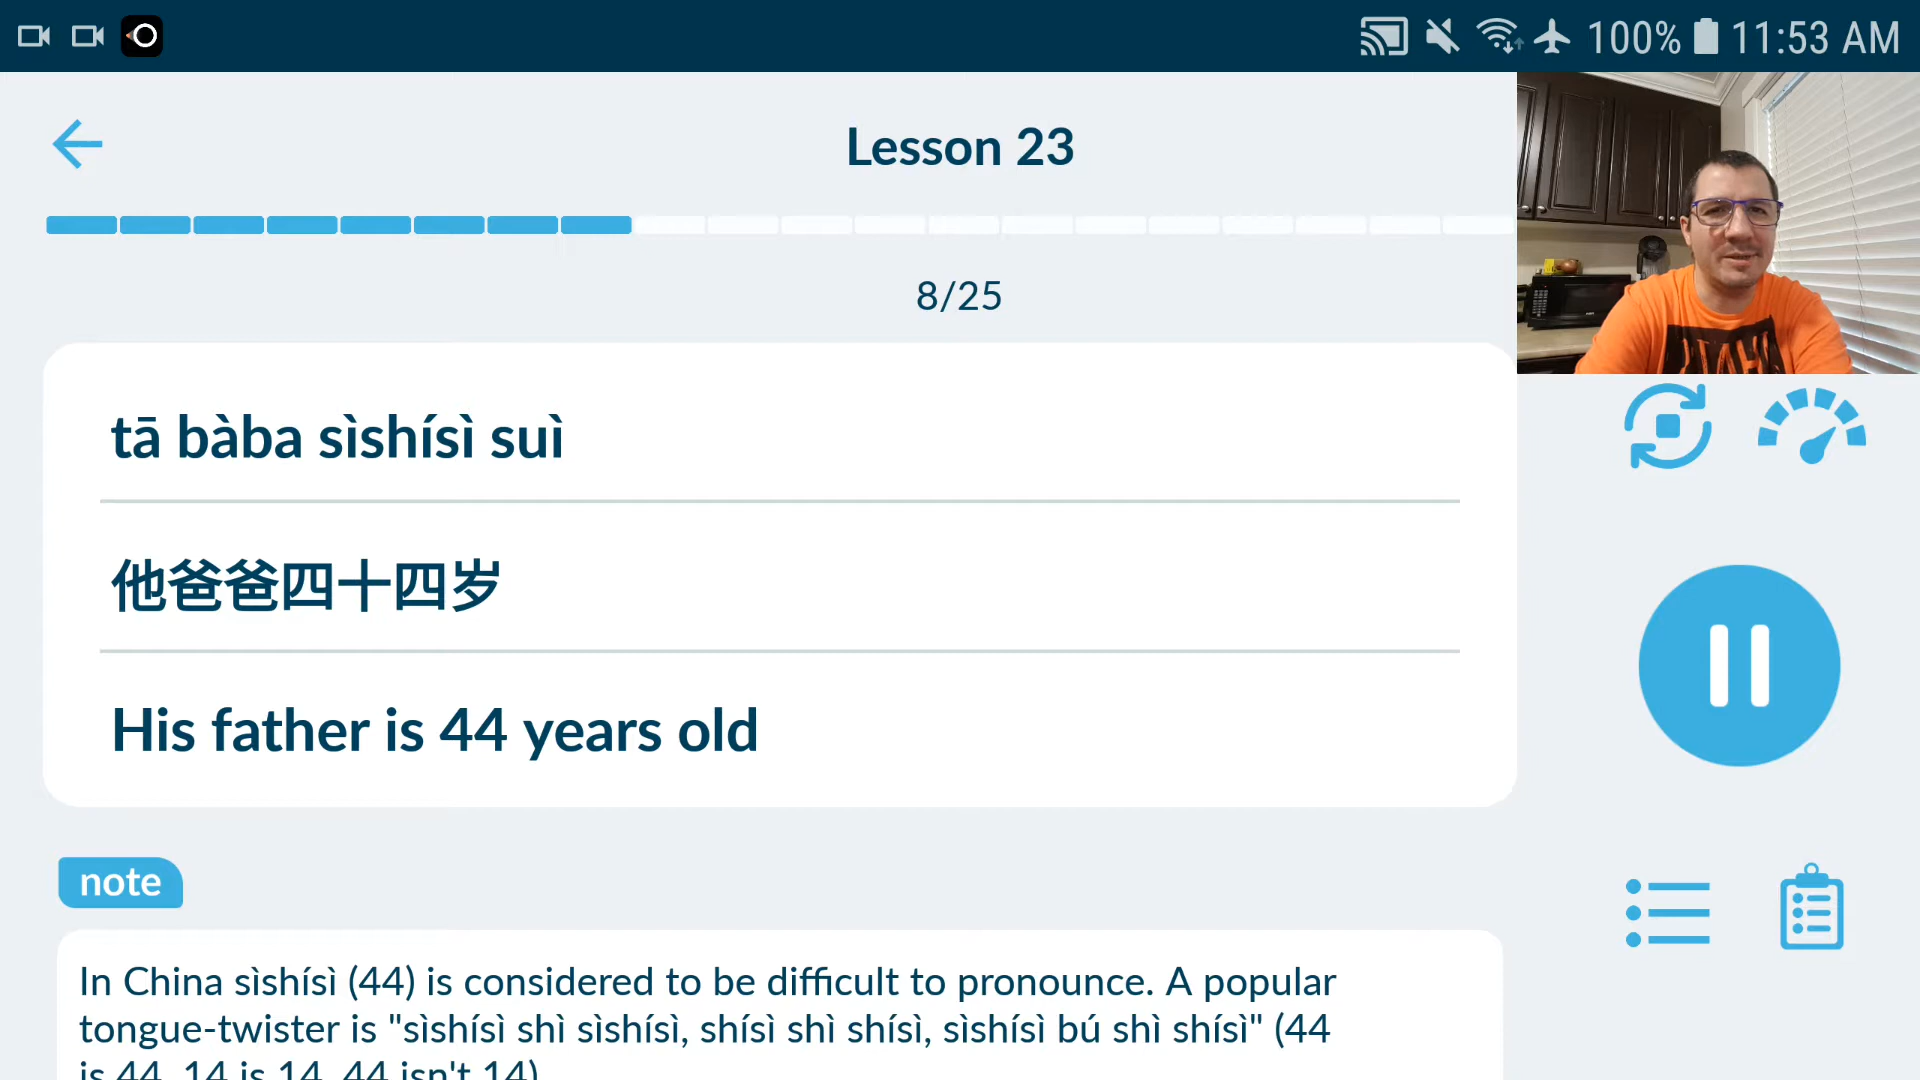 100% 11:53 AM
Lesson 23
8/25
tā bàba sìshísì suì
他爸爸四十四岁
His father is 44 years old
note
In China sìshísì (44) is considered to be difficult to pronounce. A popular
tongue-twister is "sìshísì shì sìshísì, shísì shì shísì, sìshísì bú shì shísì" (44
is 44, 14 is 14, 44 isn't 14)